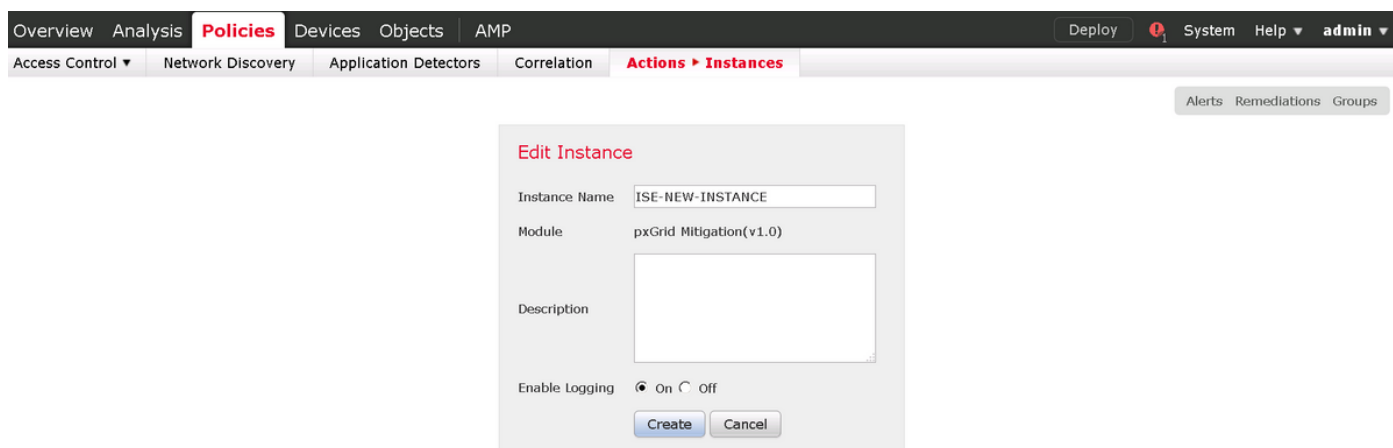 Overview Analysis Policies Devices Objects AMP Deploy 1 System Help ▾ admin ▾
Access Control ▾ Network Discovery Application Detectors Correlation Actions ▸ Instances
Alerts Remediations Groups
Edit Instance
Instance Name ISE-NEW-INSTANCE
Module pxGrid Mitigation(v1.0)
Description
Enable Logging On Off
Create Cancel